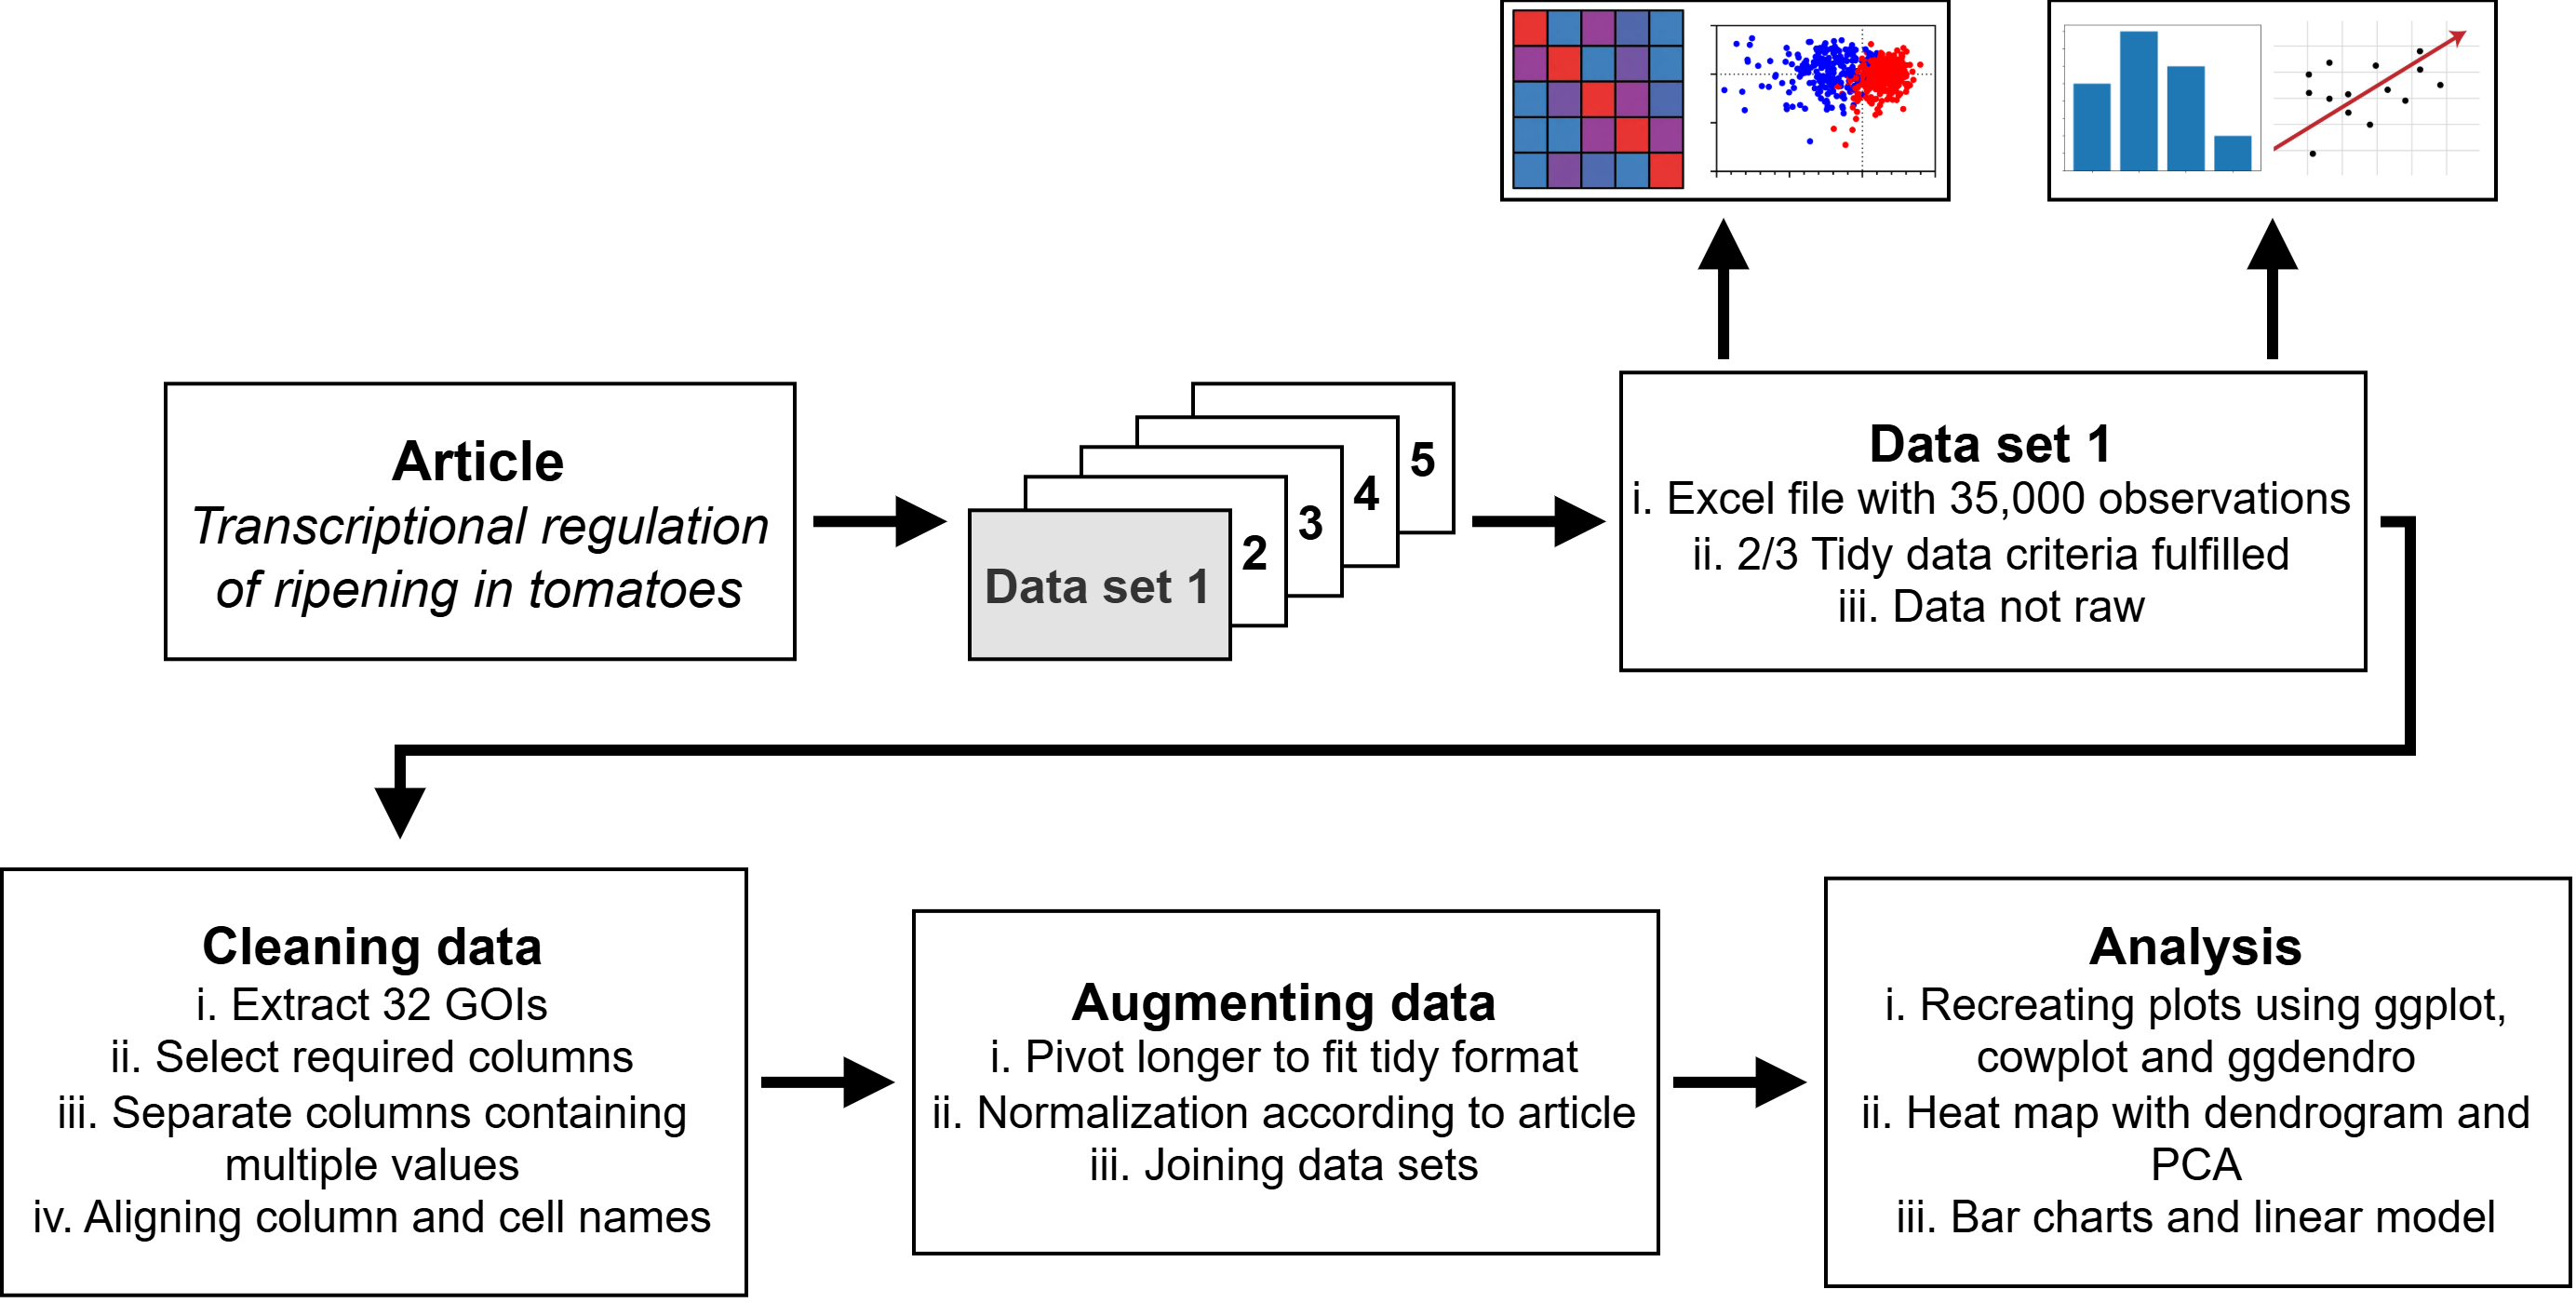 Article
Transcriptional regulation
of ripening in tomatoes
Data set 1
2
3
4
5
Data set 1
i. Excel file with 35,000 observations
ii. 2/3 Tidy data criteria fulfilled
iii. Data not raw
Cleaning data
i. Extract 32 GOIs
ii. Select required columns
iii. Separate columns containing
multiple values
iv. Aligning column and cell names
Augmenting data
i. Pivot longer to fit tidy format
ii. Normalization according to article
iii. Joining data sets
Analysis
i. Recreating plots using ggplot,
cowplot and ggdendro
ii. Heat map with dendrogram and
PCA
iii. Bar charts and linear model